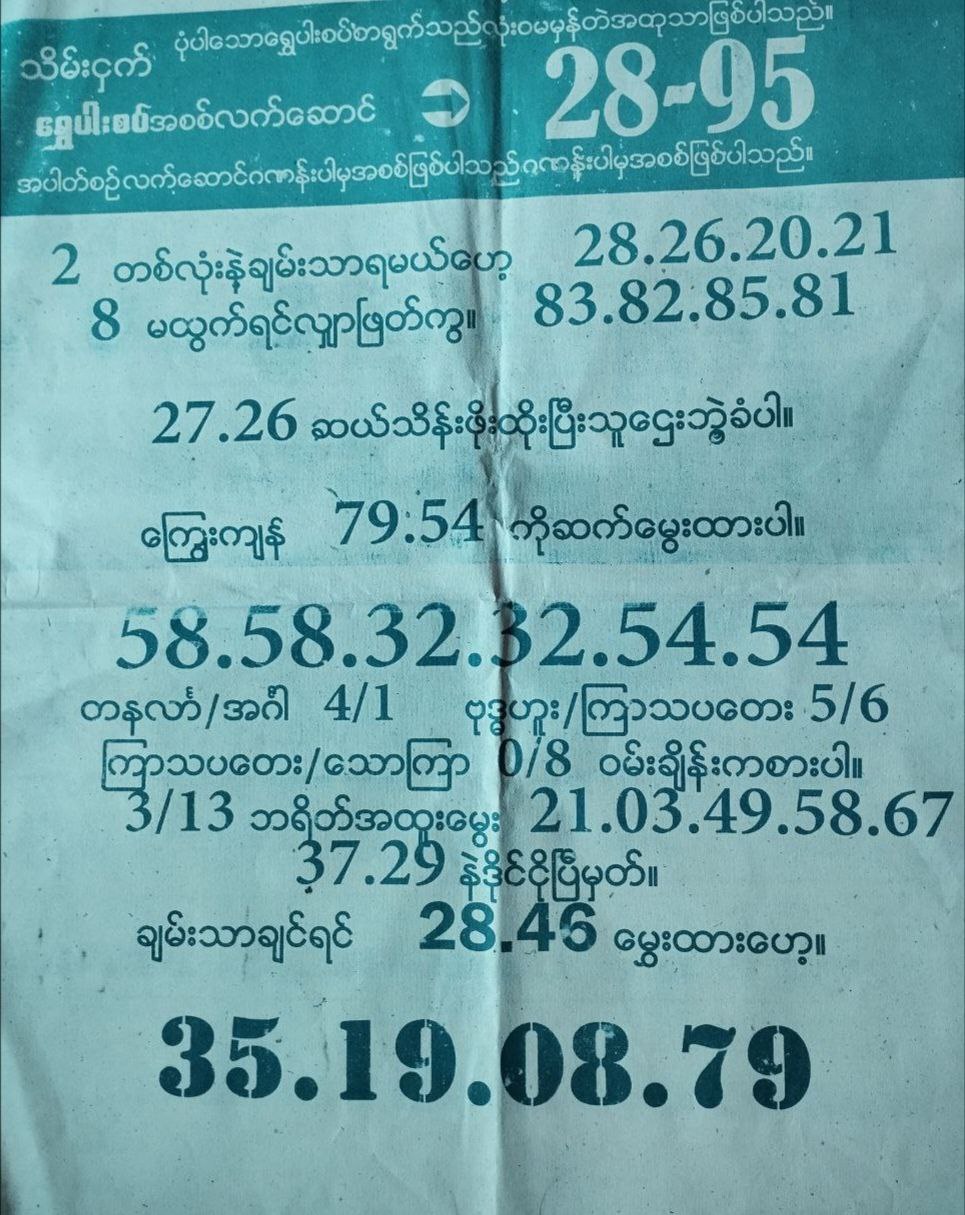 ပုံပါသောရွှေပါးစပ်စာရွက်သည်လုံးဝမမှန်တဲအထုသာဖြစ်ပါသည်။
သိမ်းငှက်
ရွှေပါးစပ်အစစ်လက်ဆောင် 28-95
အပါတ်စဉ်လက်ဆောင်ဂဏန်းပါမှအစစ်ဖြစ်ပါသည်ဂဏန်းပါမှအစစ်ဖြစ်ပါသည်။
2 တစ်လုံးနဲ့ချမ်းသာရမယ်ဟေ့ 28.26.20.21
8 မထွက်ရင်လျှာဖြတ်ကွ။ 83.82.85.81
27.26 ဆယ်သိန်းဖိုးထိုးပြီးသူဌေးဘွဲ့ခံပါ။
ကြွေးကျန် 79.54 ကိုဆက်မွေးထားပါ။
58.58.32.32.54.54
တနင်္လာ/အင်္ဂါ 4/1 ဗုဒ္ဓဟူး/ကြာသပတေး 5/6
ကြာသပတေး/သောကြာ 0/8 ဝမ်းချိန်းကစားပါ။
3/13 ဘရိတ်အထူးမွေး 21.03.49.58.67
37.29 နဲ့ဒိုင်ငိုပြီမှတ်။
ချမ်းသာချင်ရင် 28.46 မွှေးထားဟေ့။
35.19.08.79